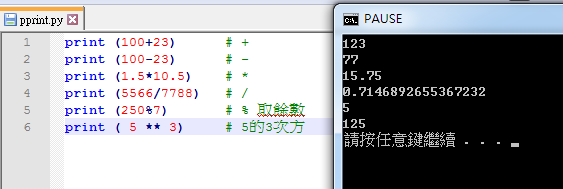 pprint.py
1 print (100+23) # +
2 print (100-23) # -
3 print (1.5*10.5) # *
4 print (5566/7788) # /
5 print (250%7) # % 取餘數
6 print ( 5 ** 3) # 5的3次方
C:\. PAUSE
123
77
15.75
0.7146892655367232
5
125
請按任意鍵繼續 . . .